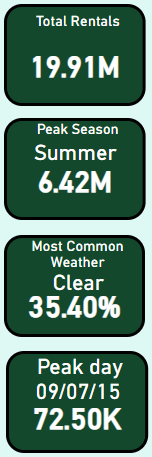 Total Rentals
19.91M
Peak Season
Summer
6.42M
Most Common
Weather
Clear
35.40%
Peak day
09/07/15
72.50K